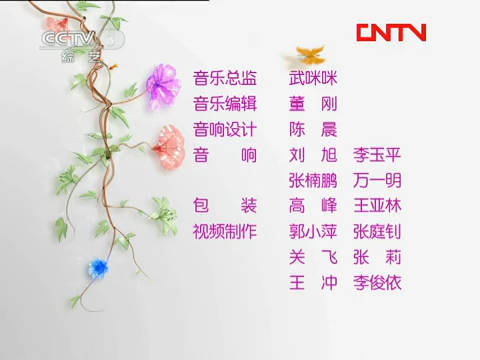 CCTV 3
综艺
CNTV
音乐总监 武咪咪
音乐编辑 董 刚
音响设计 陈 晨
音 响 刘 旭 李玉平
张楠鹏 万一明
包 装 高 峰 王亚林
视频制作 郭小萍 张庭钊
关 飞 张 莉
王 冲 李俊依